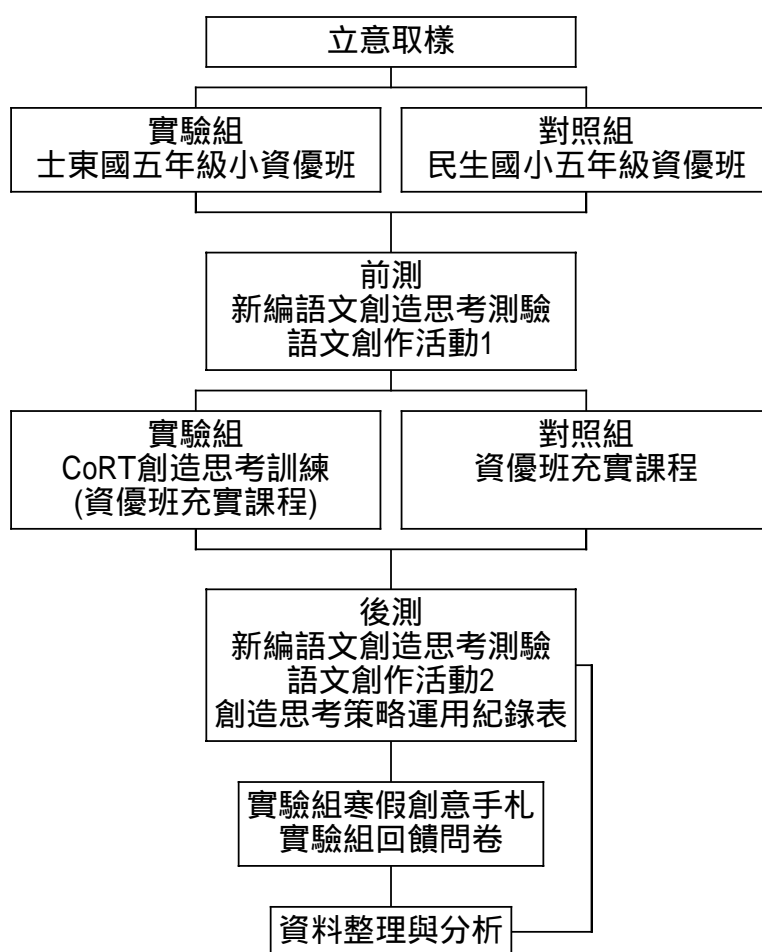 立意取樣
實驗組
士東國五年級小資優班
對照組
民生國小五年級資優班
前測
新編語文創造思考測驗
語文創作活動1
實驗組
CoRT創造思考訓練
(資優班充實課程)
對照組
資優班充實課程
後測
新編語文創造思考測驗
語文創作活動2
創造思考策略運用紀錄表
實驗組寒假創意手札
實驗組回饋問卷
資料整理與分析